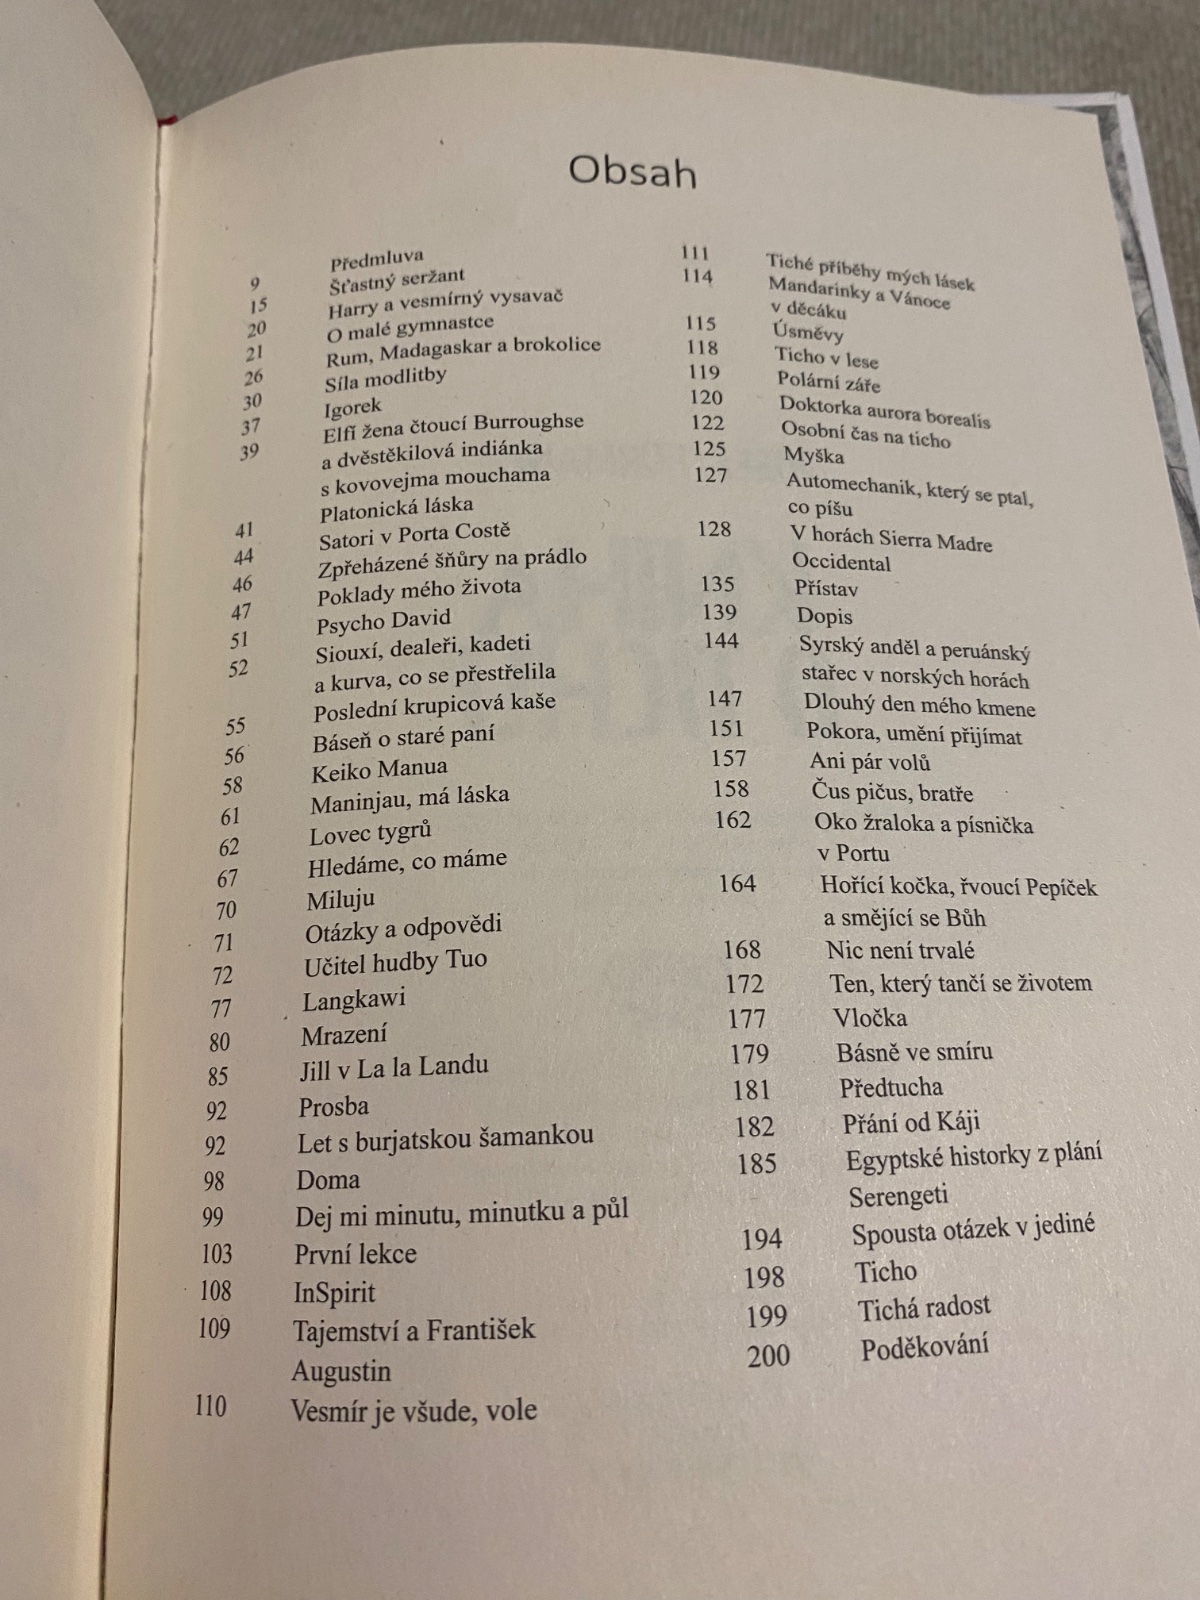 Obsah
9 Předmluva
15 Šťastný seržant
20 Harry a vesmírný vysavač
21 O malé gymnastce
26 Rum, Madagaskar a brokolice
30 Síla modlitby
37 Igorek
39 Elfí žena čtoucí Burroughse
a dvěstěkilová indiánka
s kovovejma mouchama
41 Platonická láska
44 Satori v Porta Costě
46 Zpřeházené šňůry na prádlo
47 Poklady mého života
51 Psycho David
52 Siouxí, dealeři, kadeti
a kurva, co se přestřelila
55 Poslední krupicová kaše
56 Báseň o staré paní
58 Keiko Manua
61 Maninjau, má láska
62 Lovec tygrů
67 Hledáme, co máme
70 Miluju
71 Otázky a odpovědi
72 Učitel hudby Tuo
77 Langkawi
80 Mrazení
85 Jill v La la Landu
92 Prosba
92 Let s burjatskou šamankou
98 Doma
99 Dej mi minutu, minutku a půl
103 První lekce
108 InSpirit
109 Tajemství a František
Augustin
110 Vesmír je všude, vole
111 Tiché příběhy mých lásek
114 Mandarinky a Vánoce
v děcáku
115 Úsměvy
118 Ticho v lese
119 Polární záře
120 Doktorka aurora borealis
122 Osobní čas na ticho
125 Myška
127 Automechanik, který se ptal,
co píšu
128 V horách Sierra Madre
Occidental
135 Přístav
139 Dopis
144 Syrský anděl a peruánský
stařec v norských horách
147 Dlouhý den mého kmene
151 Pokora, umění přijímat
157 Ani pár volů
158 Čus pičus, bratře
162 Oko žraloka a písnička
v Portu
164 Hořící kočka, řvoucí Pepíček
a smějící se Bůh
168 Nic není trvalé
172 Ten, který tančí se životem
177 Vločka
179 Básně ve smíru
181 Předtucha
182 Přání od Káji
185 Egyptské historky z plání
Serengeti
194 Spousta otázek v jediné
198 Ticho
199 Tichá radost
200 Poděkování